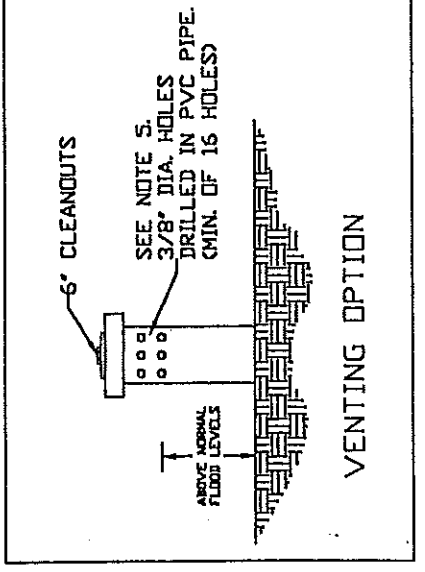 6" CLEANOUTS
SEE NOTE 5.
3/8" DIA. HOLES
DRILLED IN PVC PIPE.
(MIN. OF 16 HOLES)
ABOVE NORMAL
FLOOD LEVELS
VENTING OPTION